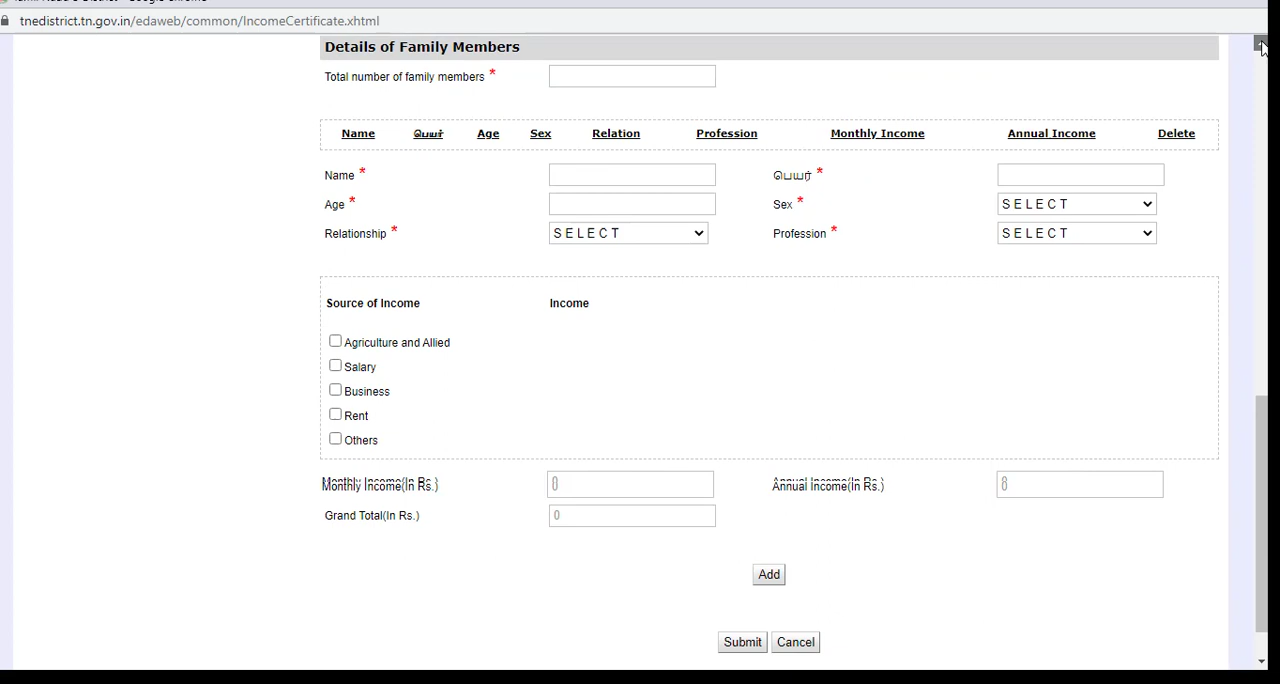 tnedistrict.tn.gov.in/edaweb/common/IncomeCertificate.xhtml
Details of Family Members
Total number of family members *
Name பெயர் Age Sex Relation Profession Monthly Income Annual Income Delete
Name * பெயர் *
Age * Sex * SELECT
Relationship * SELECT Profession * SELECT
Source of Income Income
Agriculture and Allied
Salary
Business
Rent
Others
Monthly Income(In Rs.) 0 Annual Income(In Rs.)
Grand Total(In Rs.) 0
Add
Submit Cancel